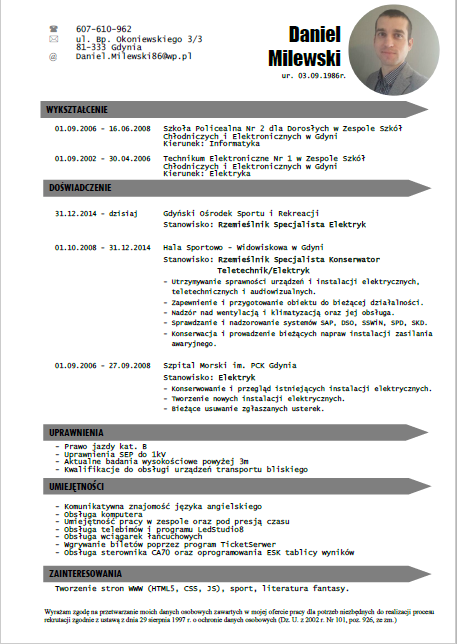 607-610-962
ul. Bp. Okoniewskiego 3/3
81-333 Gdynia
Daniel.Milewski86@wp.pl
Daniel
Milewski
ur. 03.09.1986r.
WYKSZTAŁCENIE
01.09.2006 - 16.06.2008 Szkoła Policealna Nr 2 dla Dorosłych w Zespole Szkół
Chłodniczych i Elektronicznych w Gdyni
Kierunek: Informatyka
01.09.2002 - 30.04.2006 Technikum Elektroniczne Nr 1 w Zespole Szkół
Chłodniczych i Elektronicznych w Gdyni
Kierunek: Elektryka
DOŚWIADCZENIE
31.12.2014 - dzisiaj Gdyński Ośrodek Sportu i Rekreacji
Stanowisko: Rzemieślnik Specjalista Elektryk
01.10.2008 - 31.12.2014 Hala Sportowo - Widowiskowa w Gdyni
Stanowisko: Rzemieślnik Specjalista Konserwator
Teletechnik/Elektryk
- Utrzymywanie sprawności urządzeń i instalacji elektrycznych,
teletechnicznych i audiowizualnych.
- Zapewnienie i przygotowanie obiektu do bieżącej działalności.
- Nadzór nad wentylacją i klimatyzacją oraz jej obsługa.
- Sprawdzanie i nadzorowanie systemów SAP, DSO, SSWiN, SPD, SKD.
- Konserwacja i prowadzenie bieżących napraw instalacji zasilania
awaryjnego.
01.09.2006 - 27.09.2008 Szpital Morski im. PCK Gdynia
Stanowisko: Elektryk
- Konserwowanie i przegląd istniejących instalacji elektrycznych.
- Tworzenie nowych instalacji elektrycznych.
- Bieżące usuwanie zgłaszanych usterek.
UPRAWNIENIA
- Prawo jazdy kat. B
- Uprawnienia SEP do 1kV
- Aktualne badania wysokościowe powyżej 3m
- Kwalifikacje do obsługi urządzeń transportu bliskiego
UMIEJĘTNOŚCI
- Komunikatywna znajomość języka angielskiego
- Obsługa komputera
- Umiejętność pracy w zespole oraz pod presją czasu
- Obsługa telebimów i programu LedStudio8
- Obsługa wciągarek łańcuchowych
- Wgrywanie biletów poprzez program TicketSerwer
- Obsługa sterownika CA70 oraz oprogramowania ESK tablicy wyników
ZAINTERESOWANIA
Tworzenie stron WWW (HTML5, CSS, JS), sport, literatura fantasy.
Wyrażam zgodę na przetwarzanie moich danych osobowych zawartych w mojej ofercie pracy dla potrzeb niezbędnych do realizacji procesu
rekrutacji zgodnie z ustawą z dnia 29 sierpnia 1997 r. o ochronie danych osobowych (Dz. U. z 2002 r. Nr 101, poz. 926, ze zm.)